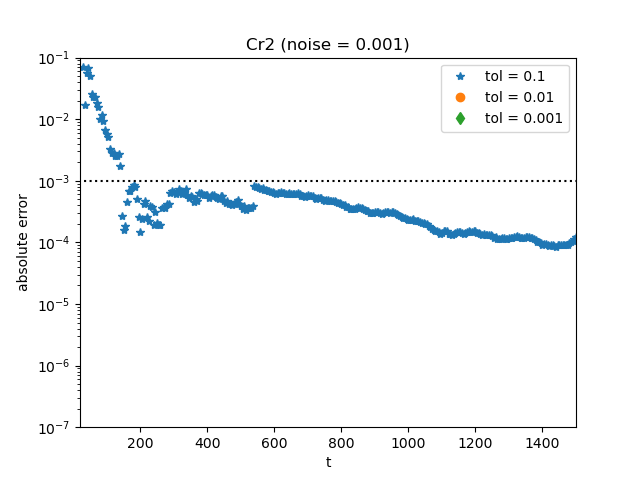 Cr2 (noise = 0.001)
tol = 0.1
tol = 0.01
tol = 0.001
10⁻¹
10⁻²
10⁻³
10⁻⁴
10⁻⁵
10⁻⁶
10⁻⁷
absolute error
200 400 600 800 1000 1200 1400
t